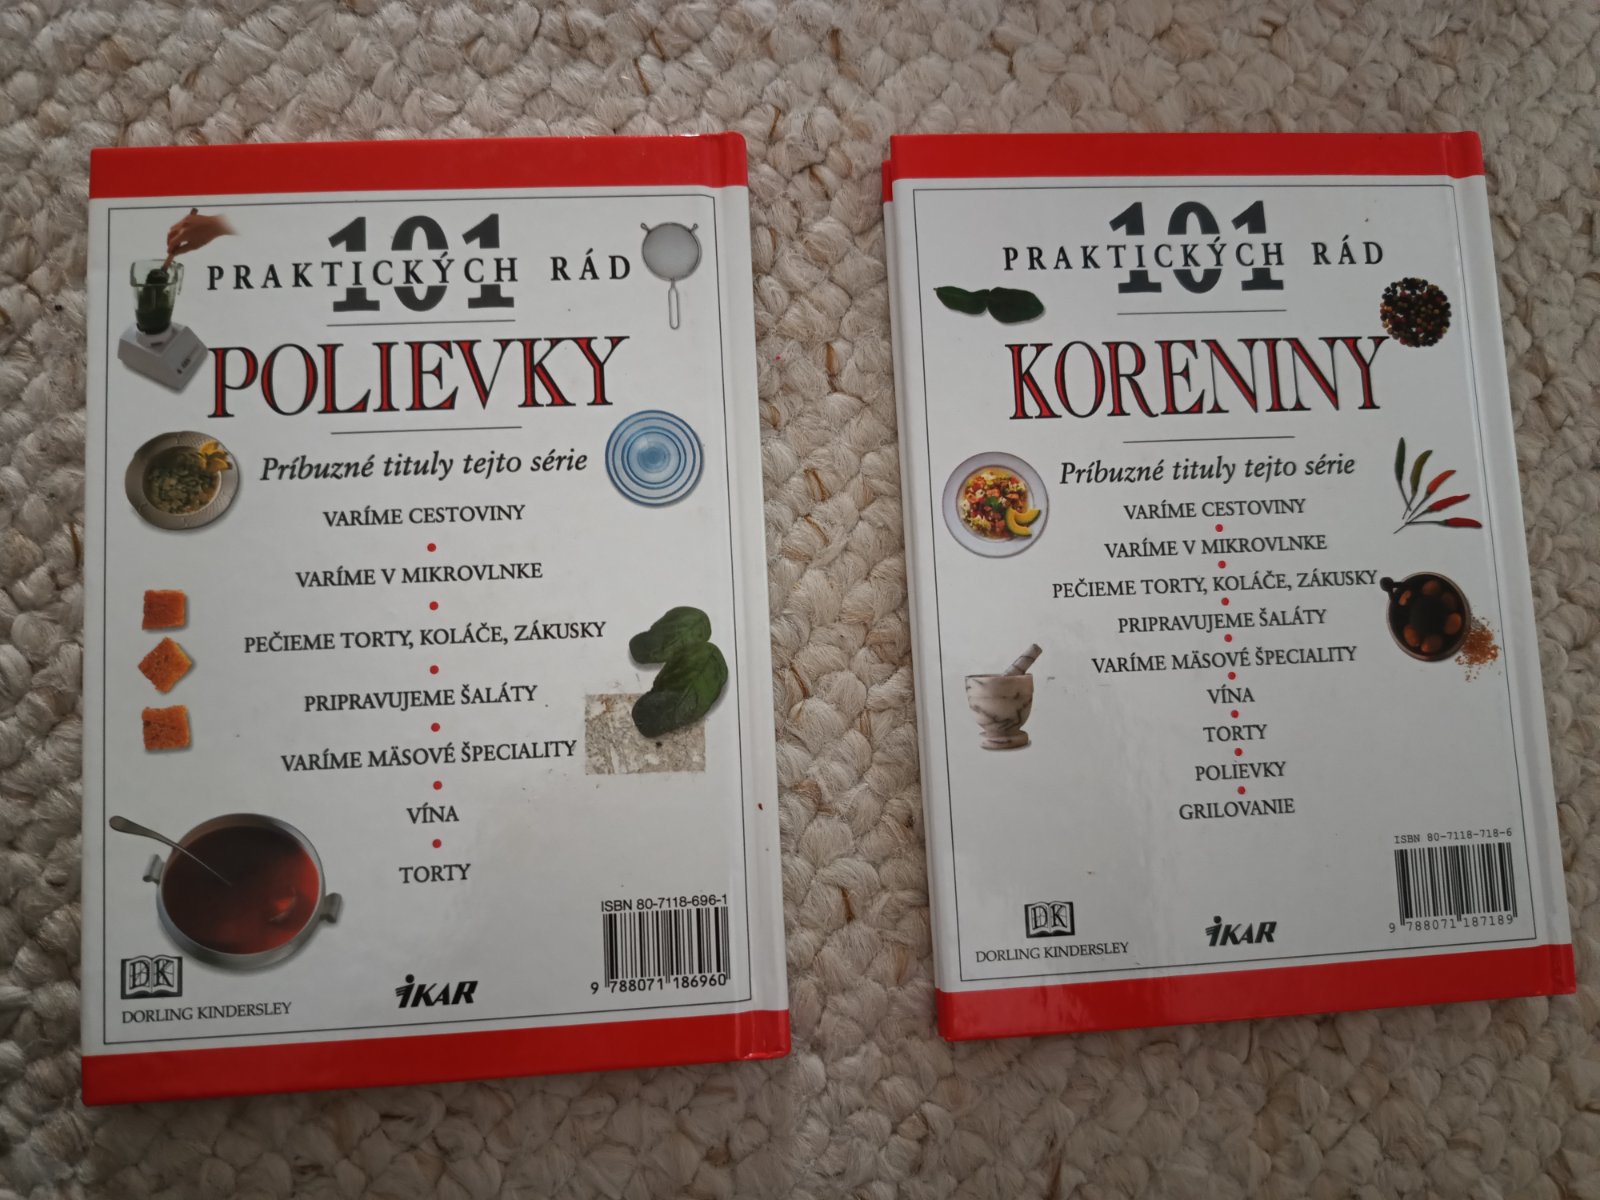 101
PRAKTICKÝCH RÁD
POLIEVKY
Príbuzné tituly tejto série
VARÍME CESTOVINY
VARÍME V MIKROVLNKE
PEČIEME TORTY, KOLÁČE, ZÁKUSKY
PRIPRAVUJEME ŠALÁTY
VARÍME MÄSOVÉ ŠPECIALITY
VÍNA
TORTY
DK
DORLING KINDERSLEY
IKAR
ISBN 80-7118-696-1
9 788071 186960
101
PRAKTICKÝCH RÁD
KORENINY
Príbuzné tituly tejto série
VARÍME CESTOVINY
VARÍME V MIKROVLNKE
PEČIEME TORTY, KOLÁČE, ZÁKUSKY
PRIPRAVUJEME ŠALÁTY
VARÍME MÄSOVÉ ŠPECIALITY
VÍNA
TORTY
POLIEVKY
GRILOVANIE
DK
DORLING KINDERSLEY
IKAR
ISBN 80-7118-718-6
9 788071 187189